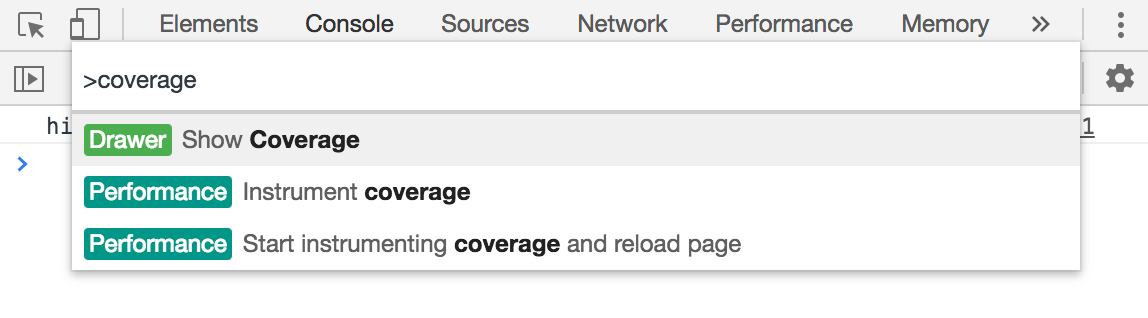 Elements Console Sources Network Performance Memory »
>coverage
hi 1
Drawer Show Coverage
Performance Instrument coverage
Performance Start instrumenting coverage and reload page